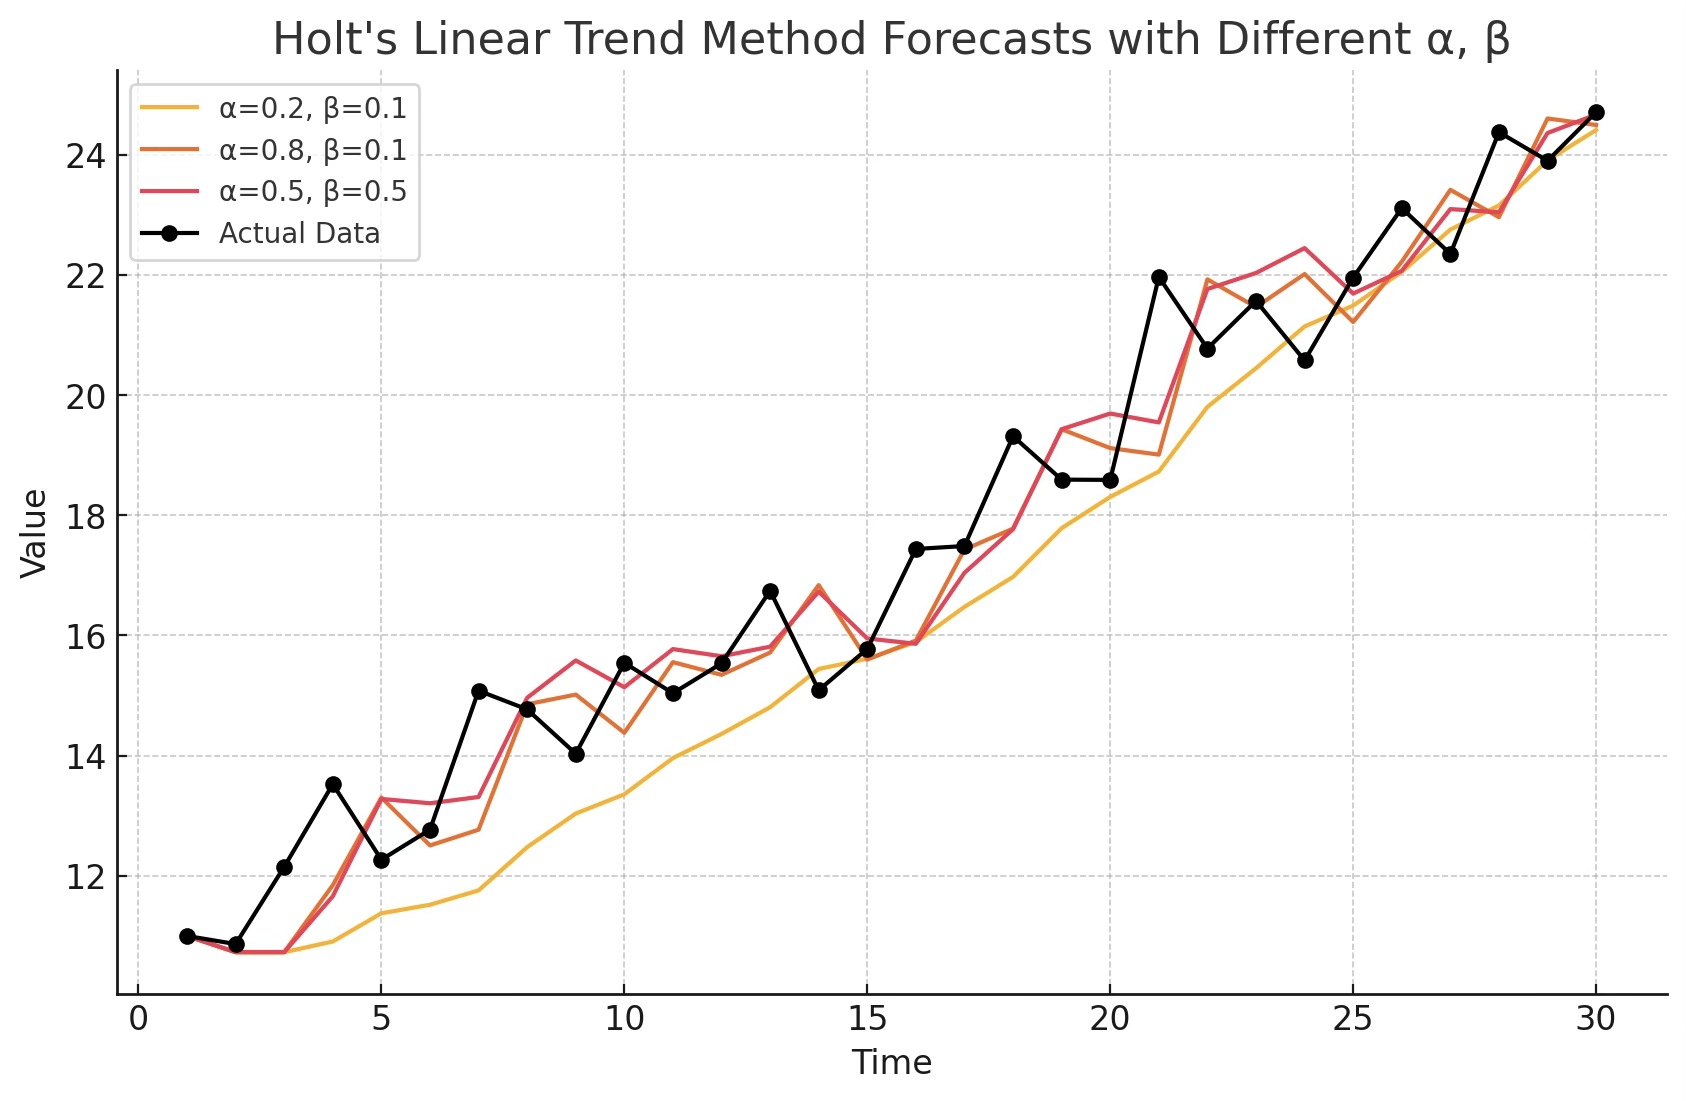 Holt's Linear Trend Method Forecasts with Different α, β
α=0.2, β=0.1
α=0.8, β=0.1
α=0.5, β=0.5
Actual Data
24
22
20
18
16
14
12
Value
0 5 10 15 20 25 30
Time